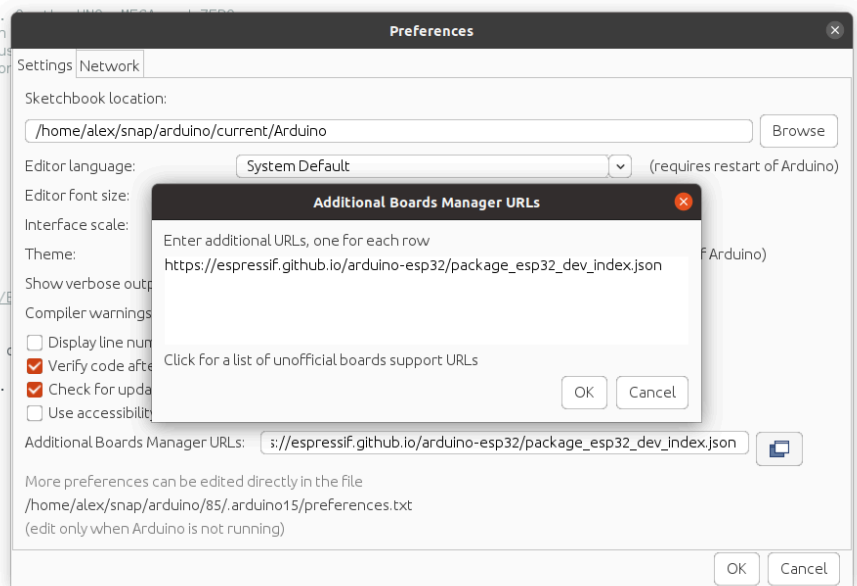 Preferences
Settings Network
Sketchbook location:
/home/alex/snap/arduino/current/Arduino Browse
Editor language: System Default (requires restart of Arduino)
Editor font size:
Interface scale:
Theme: f Arduino)
Show verbose outp
Compiler warnings
Display line num
Verify code afte
Check for upda
Use accessibility
Additional Boards Manager URLs
Enter additional URLs, one for each row
https://espressif.github.io/arduino-esp32/package_esp32_dev_index.json
Click for a list of unofficial boards support URLs
OK Cancel
Additional Boards Manager URLs: s://espressif.github.io/arduino-esp32/package_esp32_dev_index.json
More preferences can be edited directly in the file
/home/alex/snap/arduino/85/.arduino15/preferences.txt
(edit only when Arduino is not running)
OK Cancel